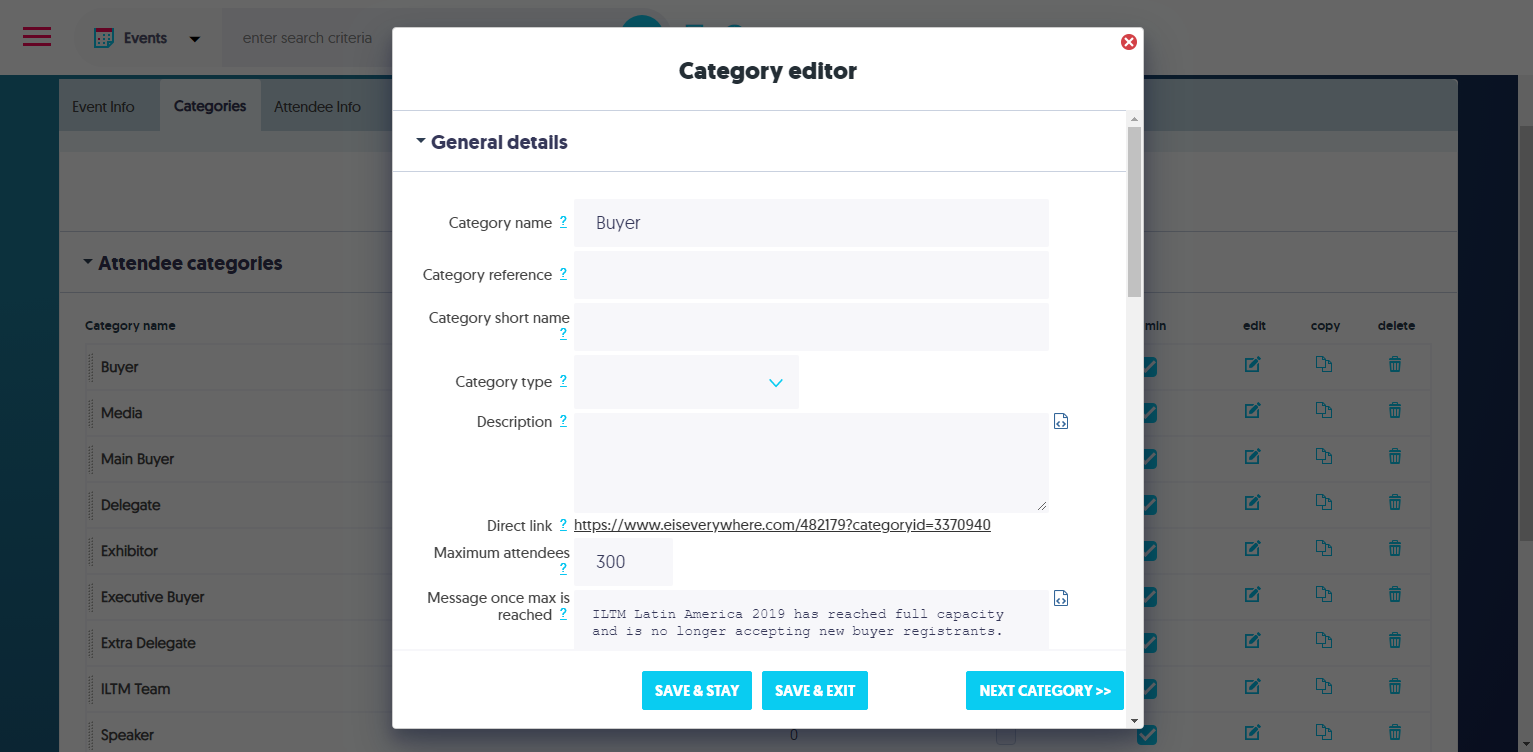 Events
enter search criteria
Event Info
Categories
Attendee Info
Attendee categories
Category name
min
edit
copy
delete
Buyer
Media
Main Buyer
Delegate
Exhibitor
Executive Buyer
Extra Delegate
ILTM Team
Speaker
0
Category editor
General details
Category name ?
Buyer
Category reference ?
Category short name
?
Category type ?
Description ?
Direct link ? https://www.eiseverywhere.com/482179?categoryid=3370940
Maximum attendees
?
300
Message once max is
reached ?
ILTM Latin America 2019 has reached full capacity
and is no longer accepting new buyer registrants.
SAVE & STAY
SAVE & EXIT
NEXT CATEGORY >>